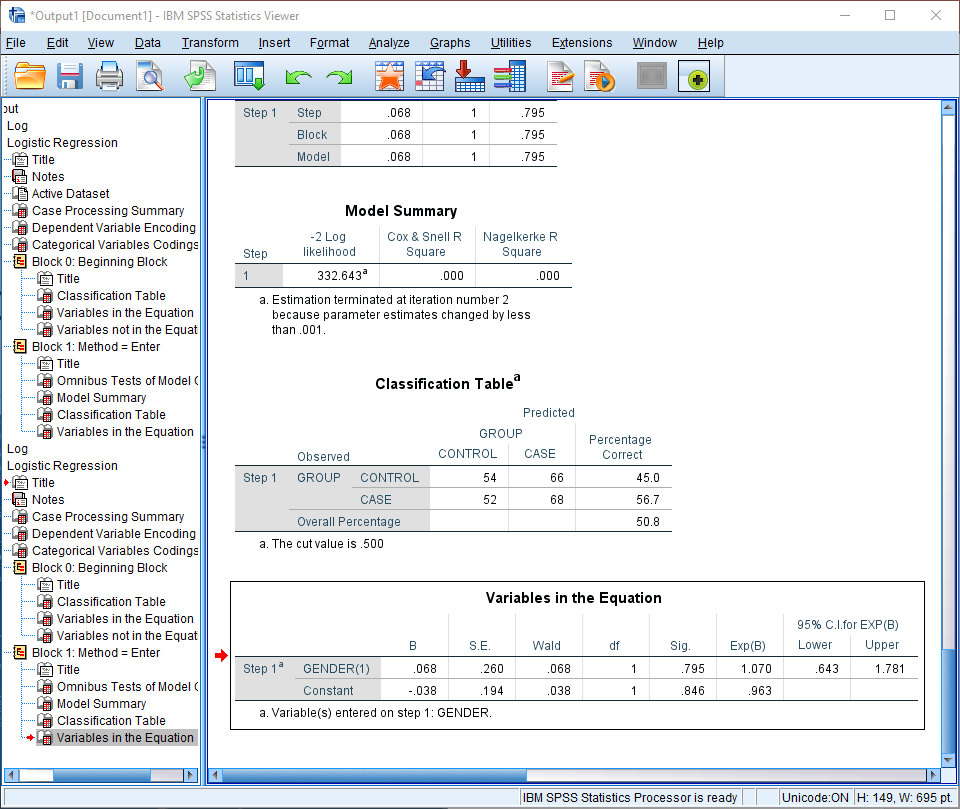 *Output1 [Document1] - IBM SPSS Statistics Viewer
File Edit View Data Transform Insert Format Analyze Graphs Utilities Extensions Window Help
out
Log
Logistic Regression
Title
Notes
Active Dataset
Case Processing Summary
Dependent Variable Encoding
Categorical Variables Codings
Block 0: Beginning Block
Title
Classification Table
Variables in the Equation
Variables not in the Equat
Block 1: Method = Enter
Title
Omnibus Tests of Model C
Model Summary
Classification Table
Variables in the Equation
Log
Logistic Regression
Title
Notes
Case Processing Summary
Dependent Variable Encoding
Categorical Variables Codings
Block 0: Beginning Block
Title
Classification Table
Variables in the Equation
Variables not in the Equat
Block 1: Method = Enter
Title
Omnibus Tests of Model C
Model Summary
Classification Table
Variables in the Equation
Step 1 Step .068 1 .795
Block .068 1 .795
Model .068 1 .795
Model Summary
-2 Log Cox & Snell R Nagelkerke R
Step likelihood Square Square
1 332.643a .000 .000
a. Estimation terminated at iteration number 2
because parameter estimates changed by less
than .001.
Classification Tablea
Predicted
GROUP Percentage
Observed CONTROL CASE Correct
Step 1 GROUP CONTROL 54 66 45.0
CASE 52 68 56.7
Overall Percentage 50.8
a. The cut value is .500
Variables in the Equation
95% C.I.for EXP(B)
B S.E. Wald df Sig. Exp(B) Lower Upper
Step 1a GENDER(1) .068 .260 .068 1 .795 1.070 .643 1.781
Constant -.038 .194 .038 1 .846 .963
a. Variable(s) entered on step 1: GENDER.
IBM SPSS Statistics Processor is ready Unicode:ON H: 149, W: 695 pt.